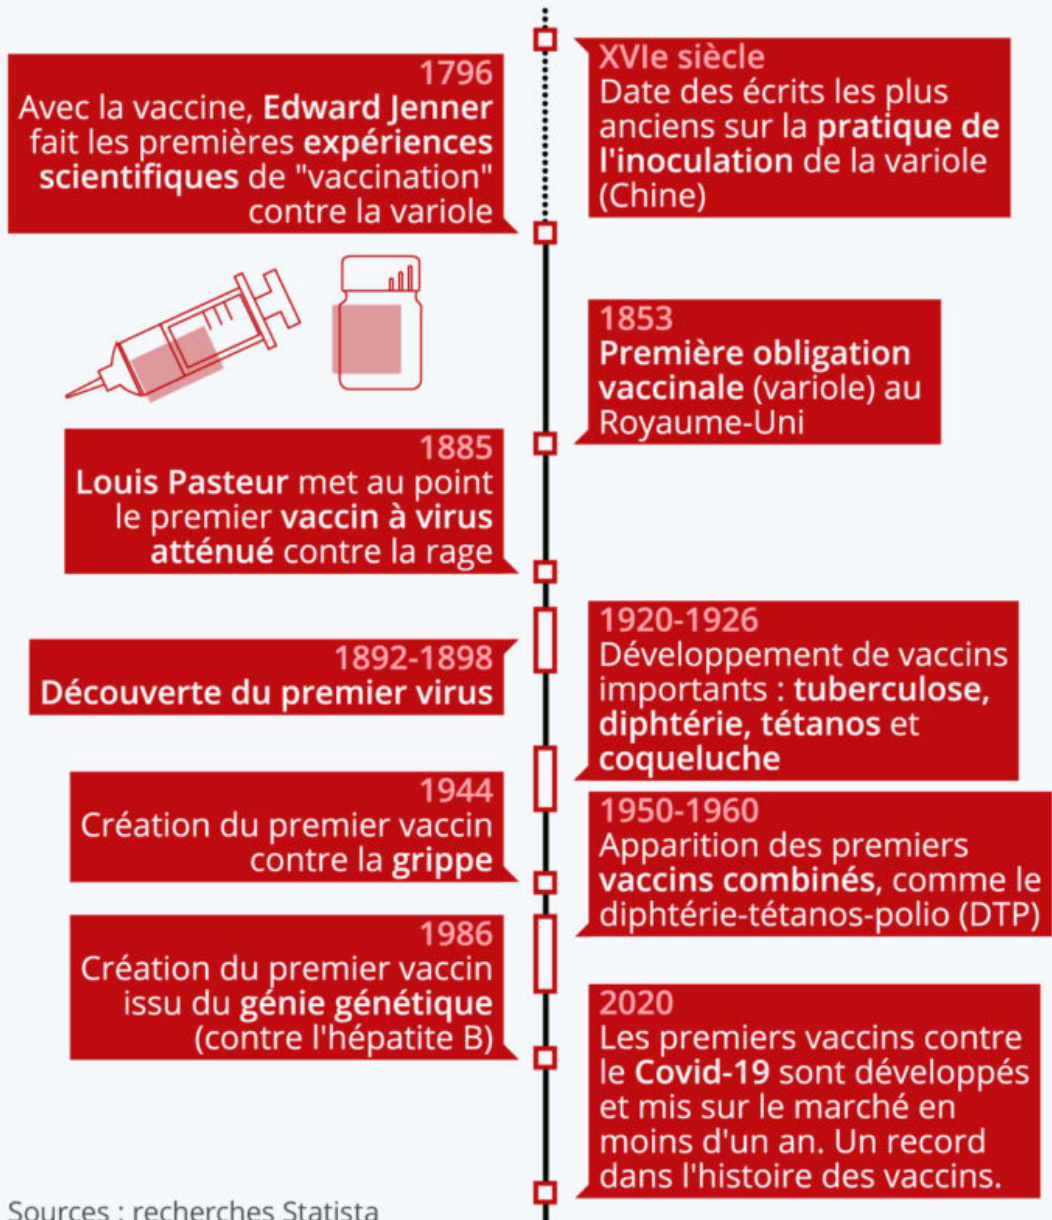 XVIe siècle
Date des écrits les plus
anciens sur la pratique de
l'inoculation de la variole
(Chine)
1796
Avec la vaccine, Edward Jenner
fait les premières expériences
scientifiques de "vaccination"
contre la variole
1853
Première obligation
vaccinale (variole) au
Royaume-Uni
1885
Louis Pasteur met au point
le premier vaccin à virus
atténué contre la rage
1892-1898
Découverte du premier virus
1920-1926
Développement de vaccins
importants : tuberculose,
diphtérie, tétanos et
coqueluche
1944
Création du premier vaccin
contre la grippe
1950-1960
Apparition des premiers
vaccins combinés, comme le
diphtérie-tétanos-polio (DTP)
1986
Création du premier vaccin
issu du génie génétique
(contre l'hépatite B)
2020
Les premiers vaccins contre
le Covid-19 sont développés
et mis sur le marché en
moins d'un an. Un record
dans l'histoire des vaccins.
Sources : recherches Statista